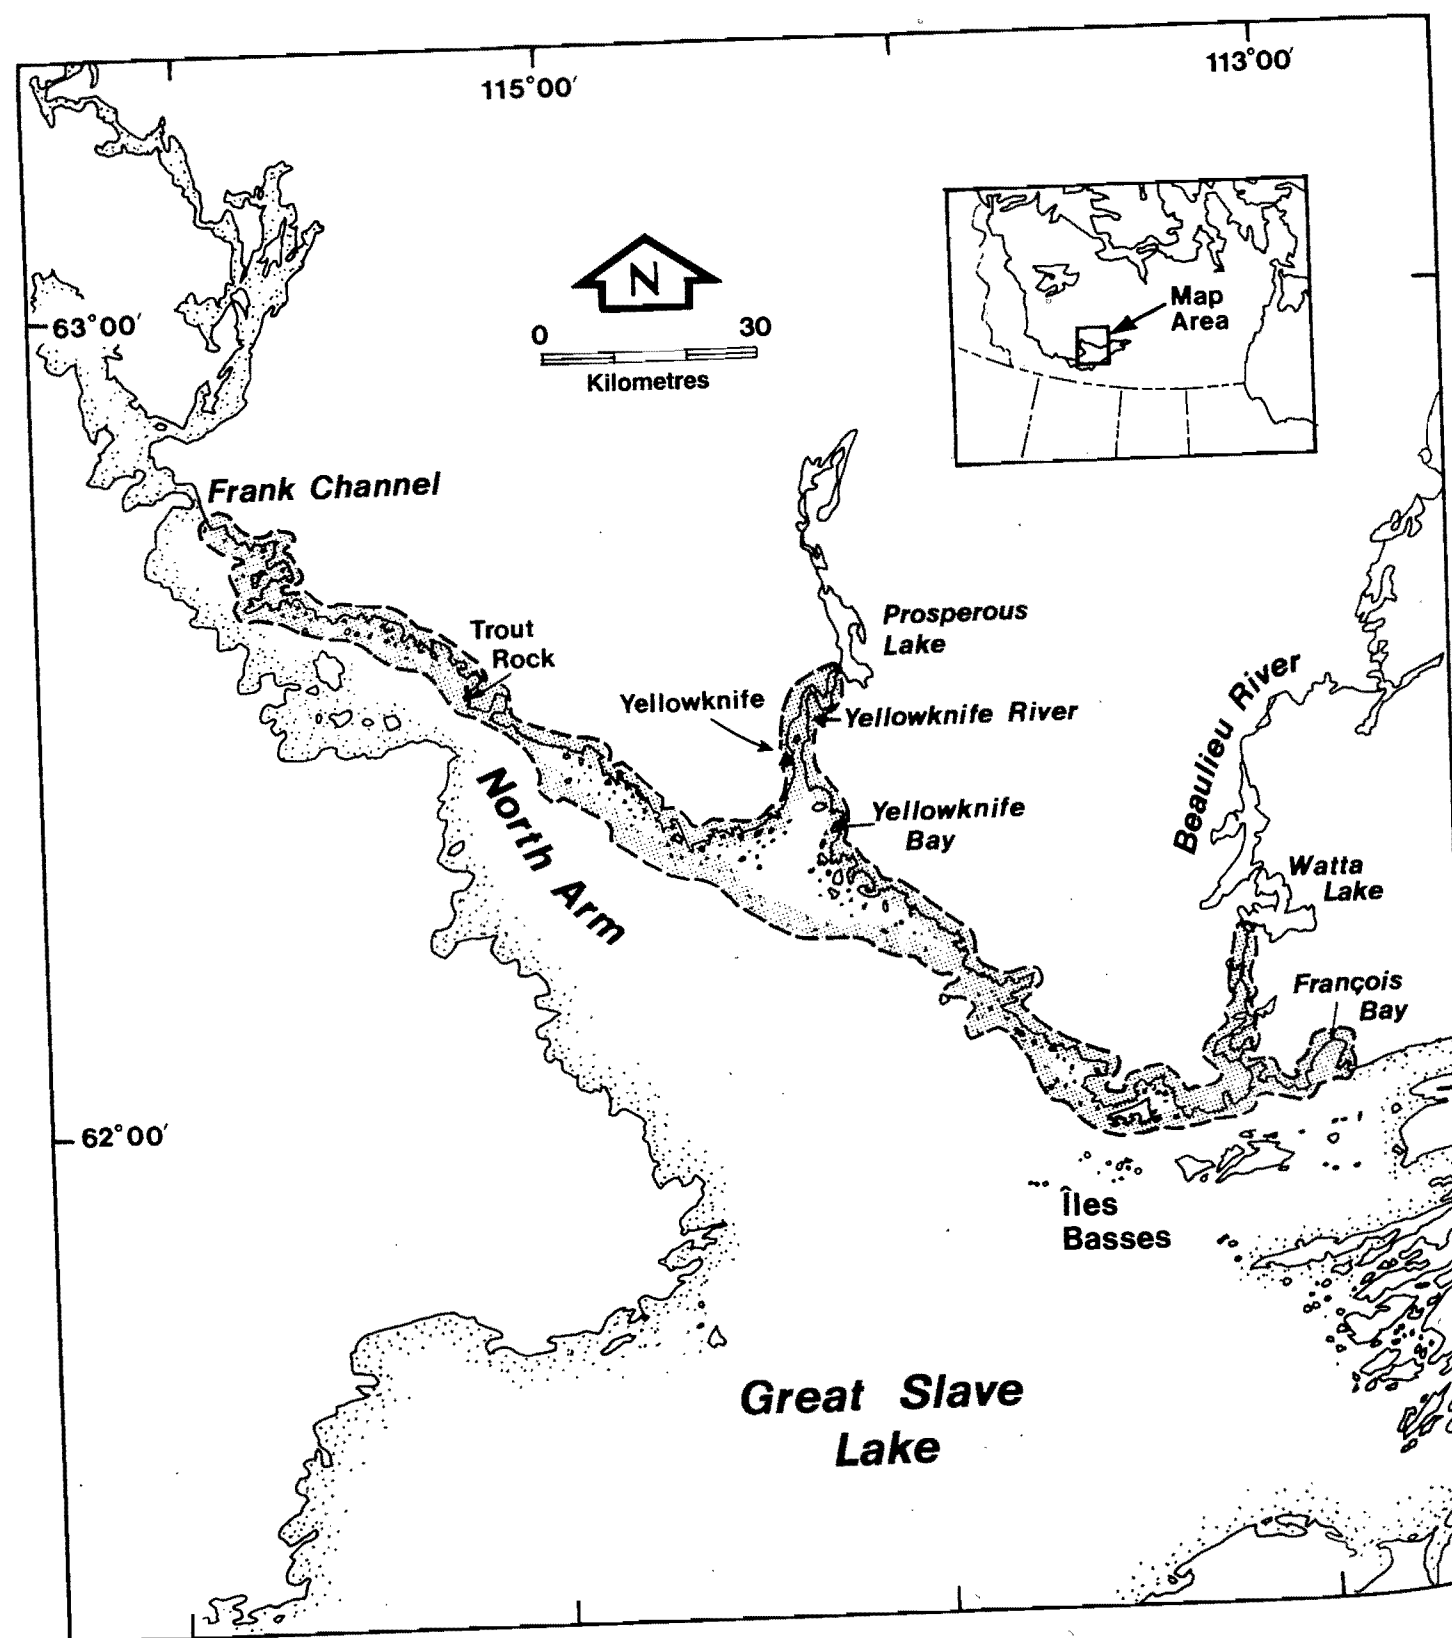 115°00′
113°00′
Map
Area
N
63°00′
0 30
Kilometres
Frank Channel
Trout
Rock
Prosperous
Lake
Yellowknife
Yellowknife River
Beaulieu River
North Arm
Yellowknife
Bay
Watta
Lake
François
Bay
62°00′
Îles
Basses
Great Slave
Lake